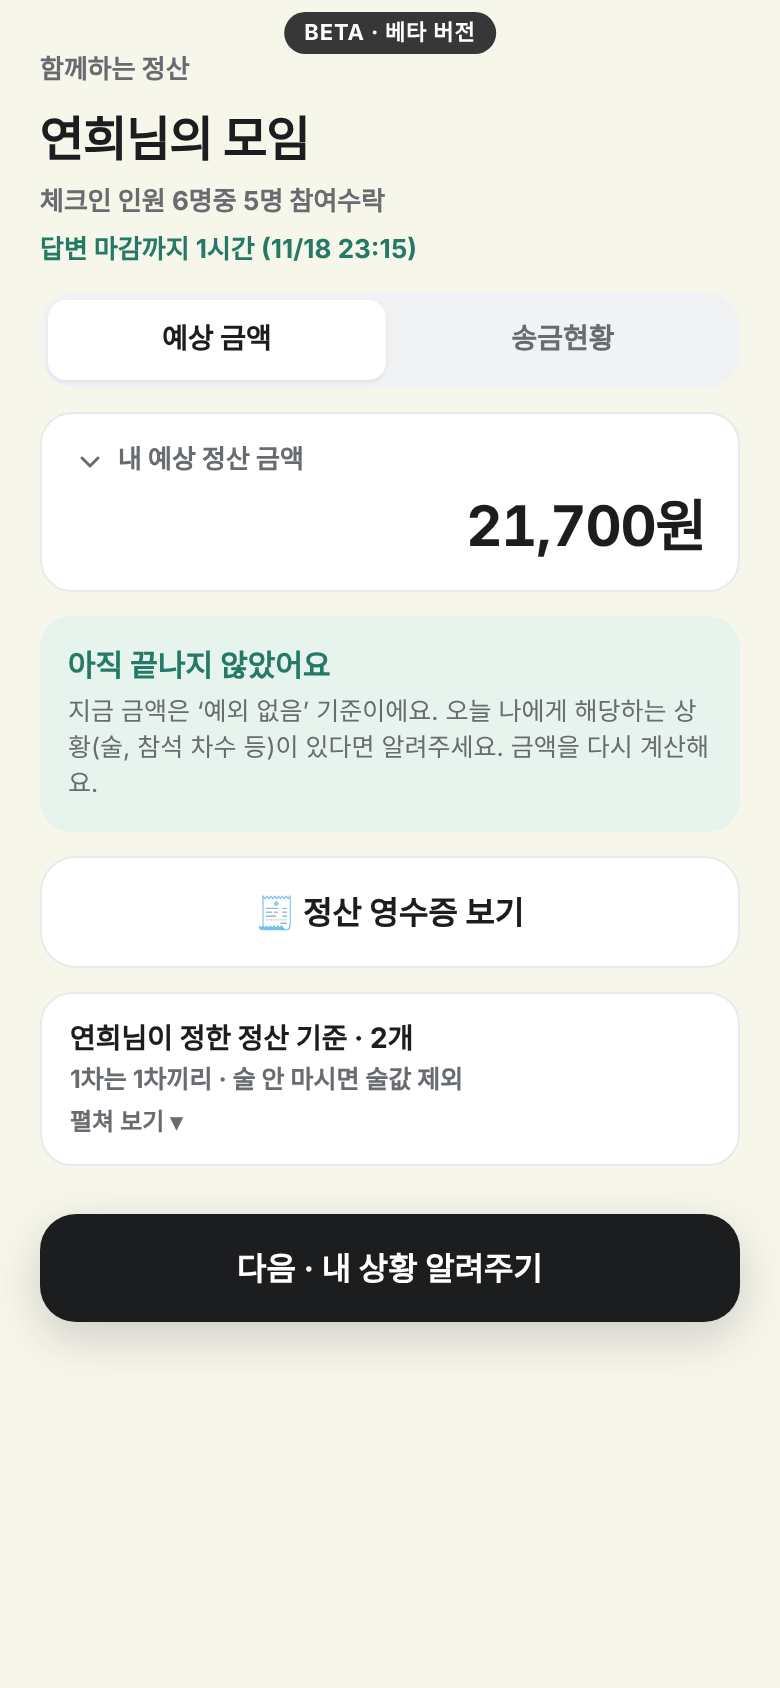 BETA · 베타 버전
함께하는 정산
연희님의 모임
체크인 인원 6명중 5명 참여수락
답변 마감까지 1시간 (11/18 23:15)
예상 금액
송금현황
내 예상 정산 금액
21,700원
아직 끝나지 않았어요
지금 금액은 ‘예외 없음’ 기준이에요. 오늘 나에게 해당하는 상
황(술, 참석 차수 등)이 있다면 알려주세요. 금액을 다시 계산해
요.
🧾 정산 영수증 보기
연희님이 정한 정산 기준 · 2개
1차는 1차끼리 · 술 안 마시면 술값 제외
펼쳐 보기 ▾
다음 · 내 상황 알려주기